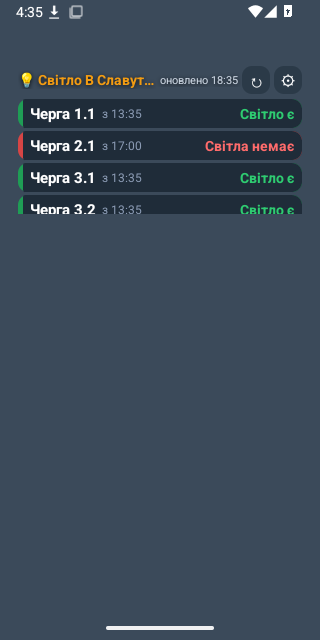 4:35
💡 Світло В Славут... оновлено 18:35
Черга 1.1 з 13:35 Світло є
Черга 2.1 з 17:00 Світла немає
Черга 3.1 з 13:35 Світло є
Черга 3.2 з 13:35 Світло є